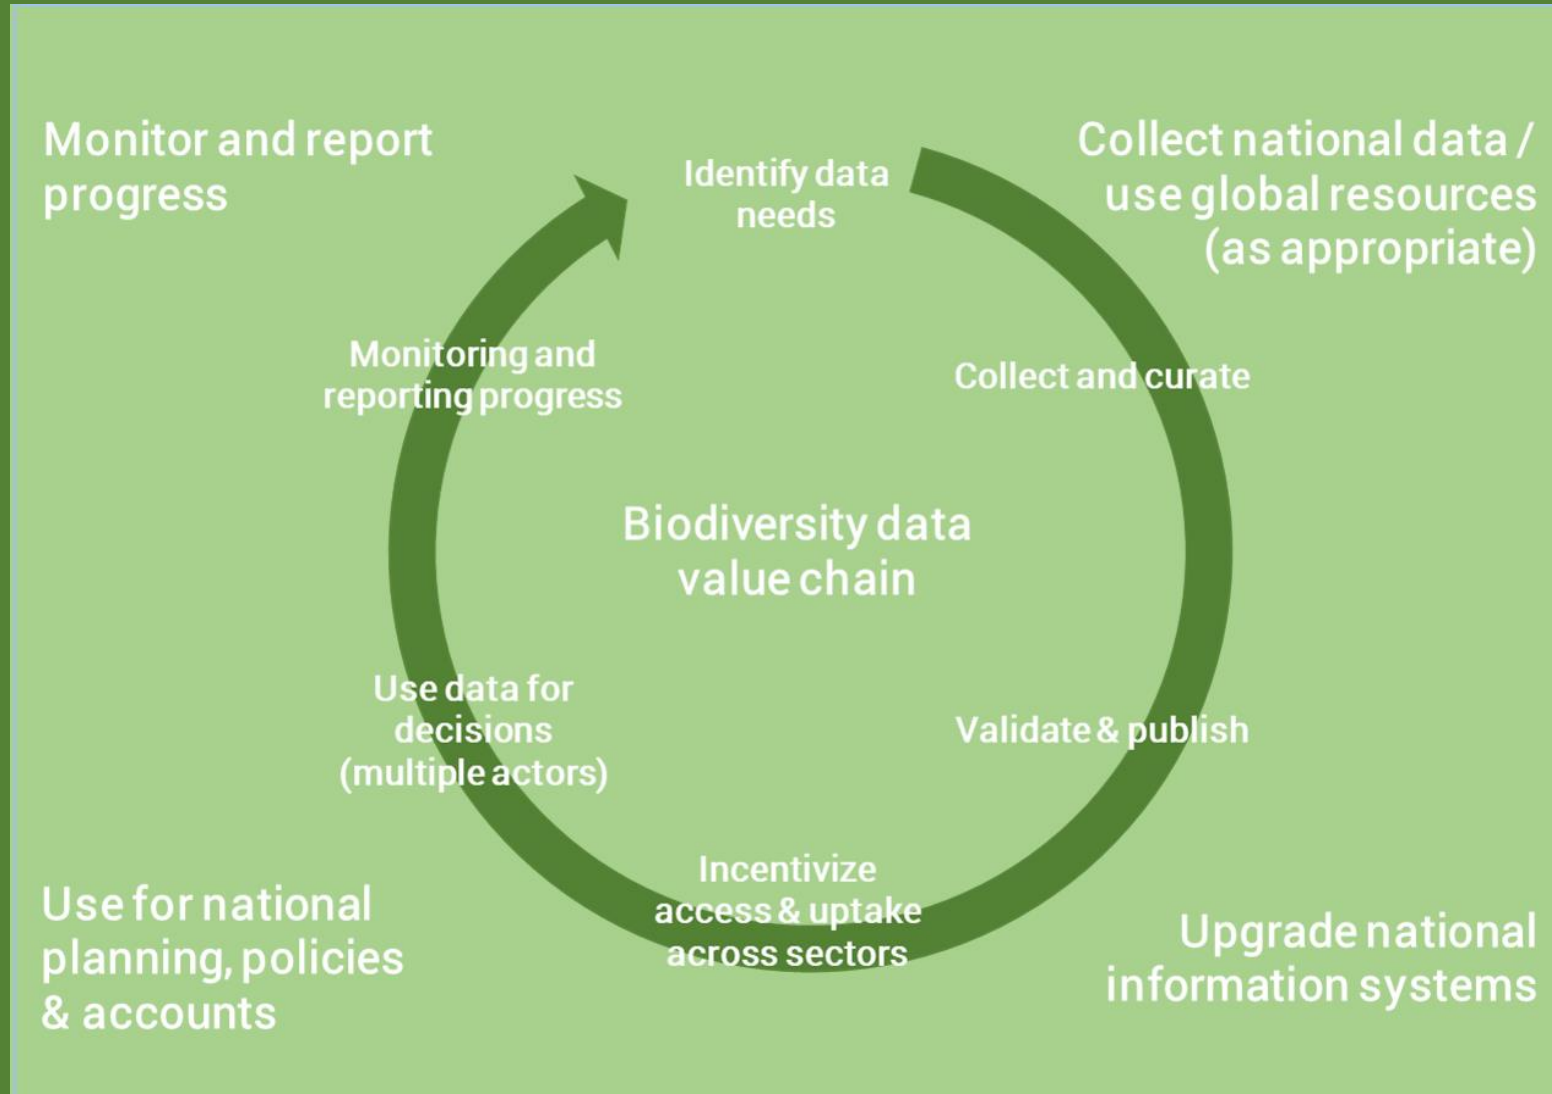 Monitor and report
progress
Collect national data /
use global resources
(as appropriate)
Identify data
needs
Monitoring and
reporting progress
Collect and curate
Biodiversity data
value chain
Use data for
decisions
(multiple actors)
Validate & publish
Incentivize
access & uptake
across sectors
Use for national
planning, policies
& accounts
Upgrade national
information systems